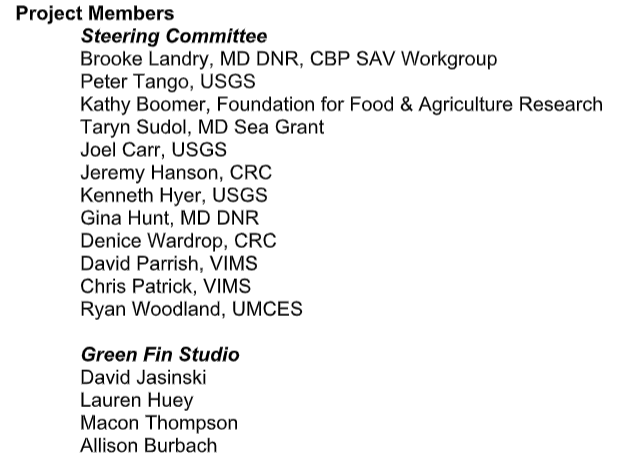 Project Members
Steering Committee
Brooke Landry, MD DNR, CBP SAV Workgroup
Peter Tango, USGS
Kathy Boomer, Foundation for Food & Agriculture Research
Taryn Sudol, MD Sea Grant
Joel Carr, USGS
Jeremy Hanson, CRC
Kenneth Hyer, USGS
Gina Hunt, MD DNR
Denice Wardrop, CRC
David Parrish, VIMS
Chris Patrick, VIMS
Ryan Woodland, UMCES
Green Fin Studio
David Jasinski
Lauren Huey
Macon Thompson
Allison Burbach